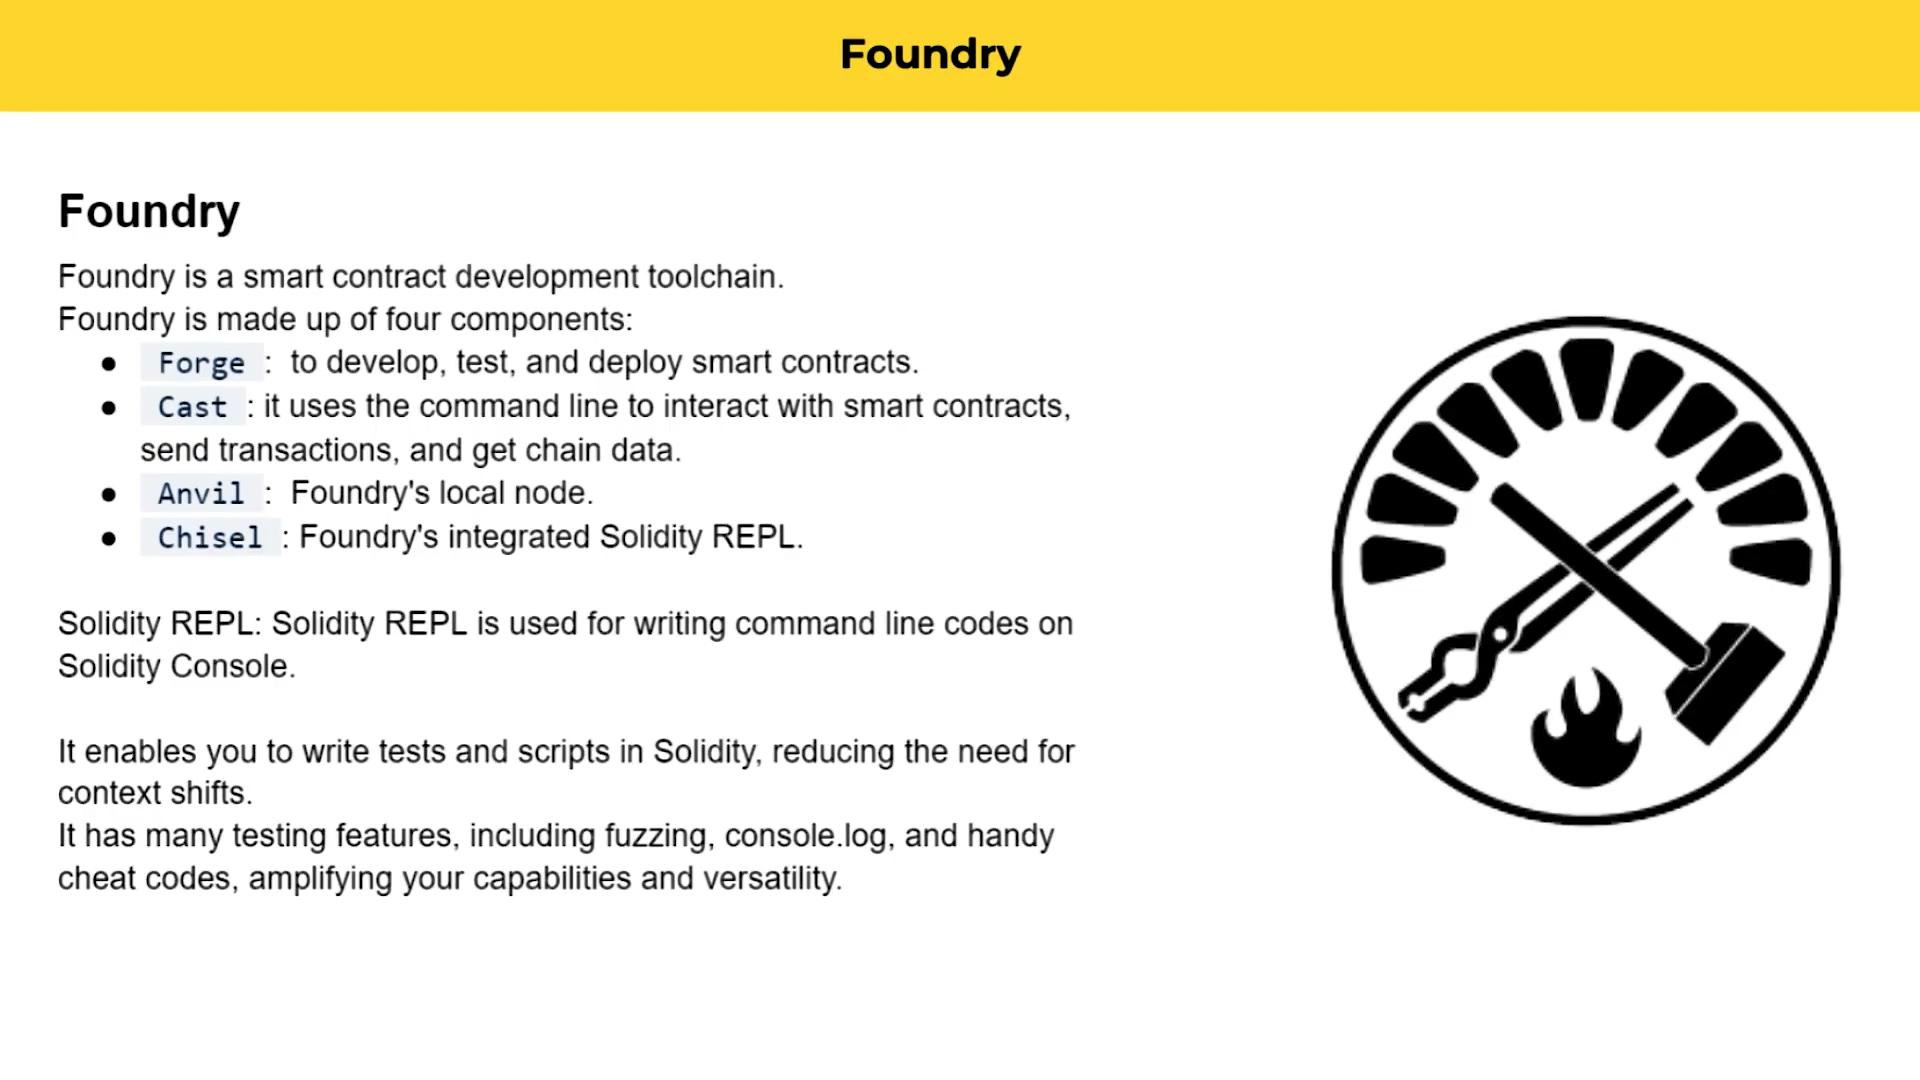 Foundry
Foundry
Foundry is a smart contract development toolchain.
Foundry is made up of four components:
● Forge : to develop, test, and deploy smart contracts.
● Cast : it uses the command line to interact with smart contracts,
send transactions, and get chain data.
● Anvil : Foundry's local node.
● Chisel : Foundry's integrated Solidity REPL.
Solidity REPL: Solidity REPL is used for writing command line codes on
Solidity Console.
It enables you to write tests and scripts in Solidity, reducing the need for
context shifts.
It has many testing features, including fuzzing, console.log, and handy
cheat codes, amplifying your capabilities and versatility.